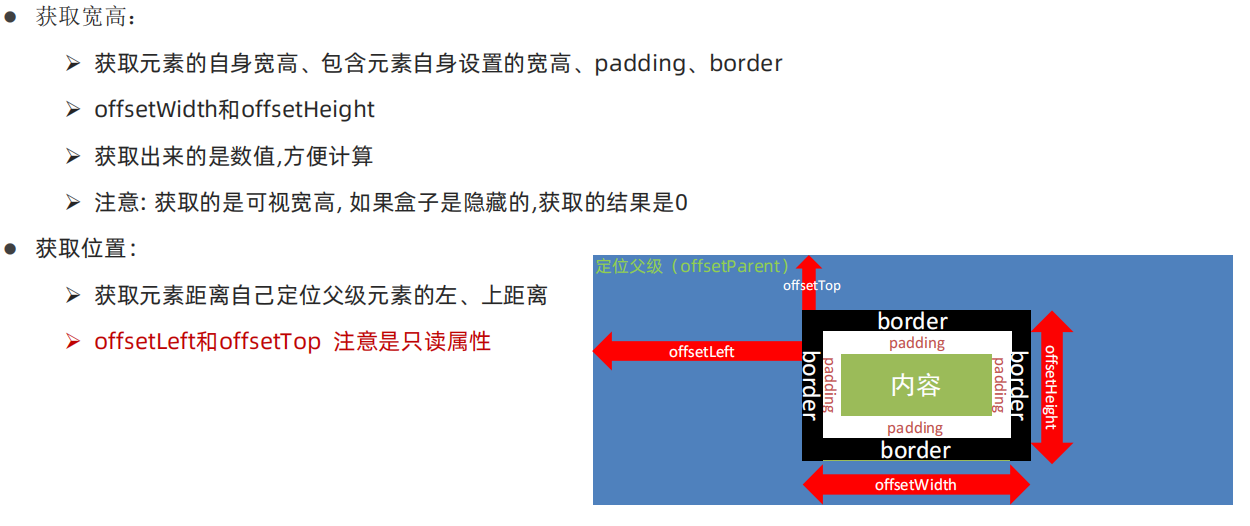 ● 获取宽高：
➢ 获取元素的自身宽高、包含元素自身设置的宽高、padding、border
➢ offsetWidth和offsetHeight
➢ 获取出来的是数值,方便计算
➢ 注意: 获取的是可视宽高, 如果盒子是隐藏的,获取的结果是0
● 获取位置：
➢ 获取元素距离自己定位父级元素的左、上距离
➢ offsetLeft和offsetTop 注意是只读属性
定位父级（offsetParent）
offsetTop
border
padding
offsetLeft
border
padding
内容
padding
border
offsetHeight
padding
border
offsetWidth